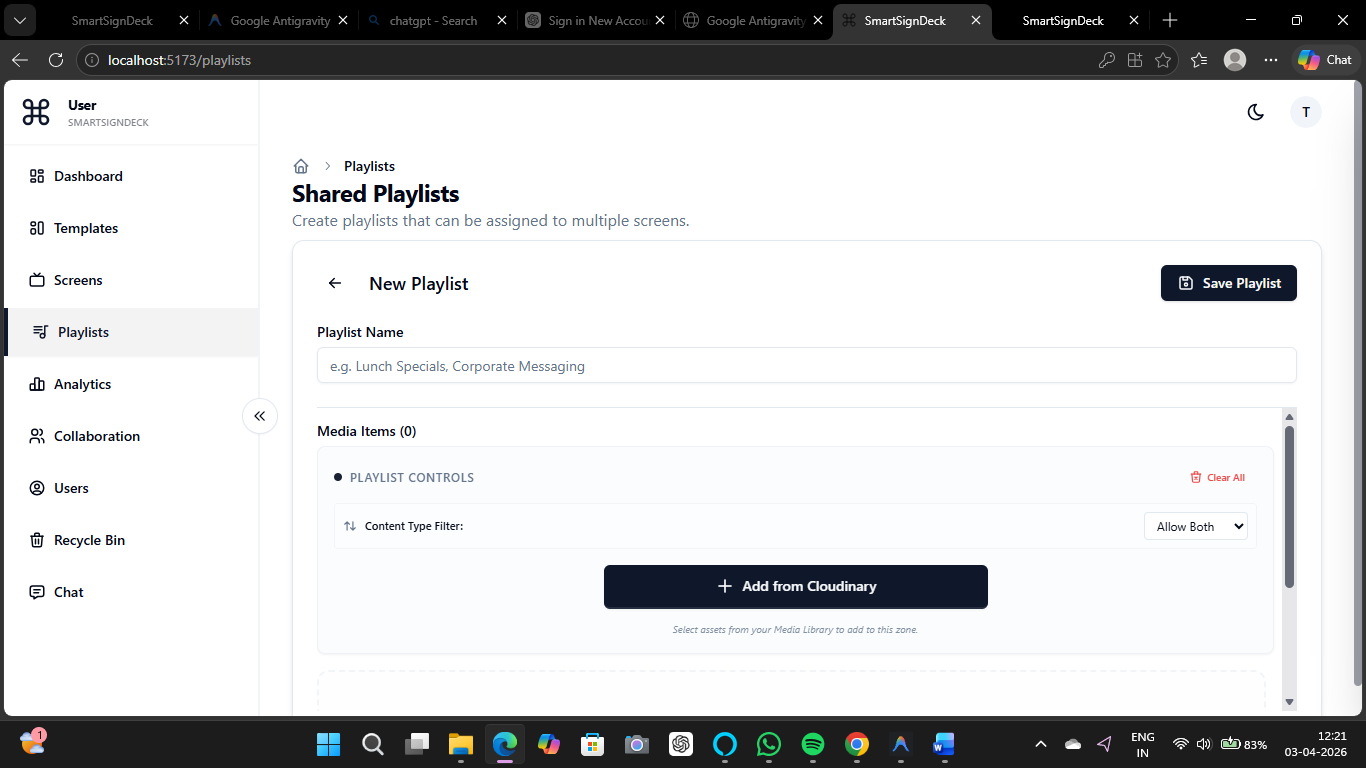 SmartSignDeck
Google Antigravity
chatgpt - Search
Sign in New Accou
Google Antigravity
SmartSignDeck
SmartSignDeck
localhost:5173/playlists
Chat
User
SMARTSIGNDECK
T
Dashboard
Templates
Screens
Playlists
Analytics
Collaboration
Users
Recycle Bin
Chat
Playlists
Shared Playlists
Create playlists that can be assigned to multiple screens.
New Playlist
Save Playlist
Playlist Name
e.g. Lunch Specials, Corporate Messaging
Media Items (0)
PLAYLIST CONTROLS
Clear All
Content Type Filter:
Allow Both
Add from Cloudinary
Select assets from your Media Library to add to this zone.
1
ENG
IN
83%
12:21
03-04-2026